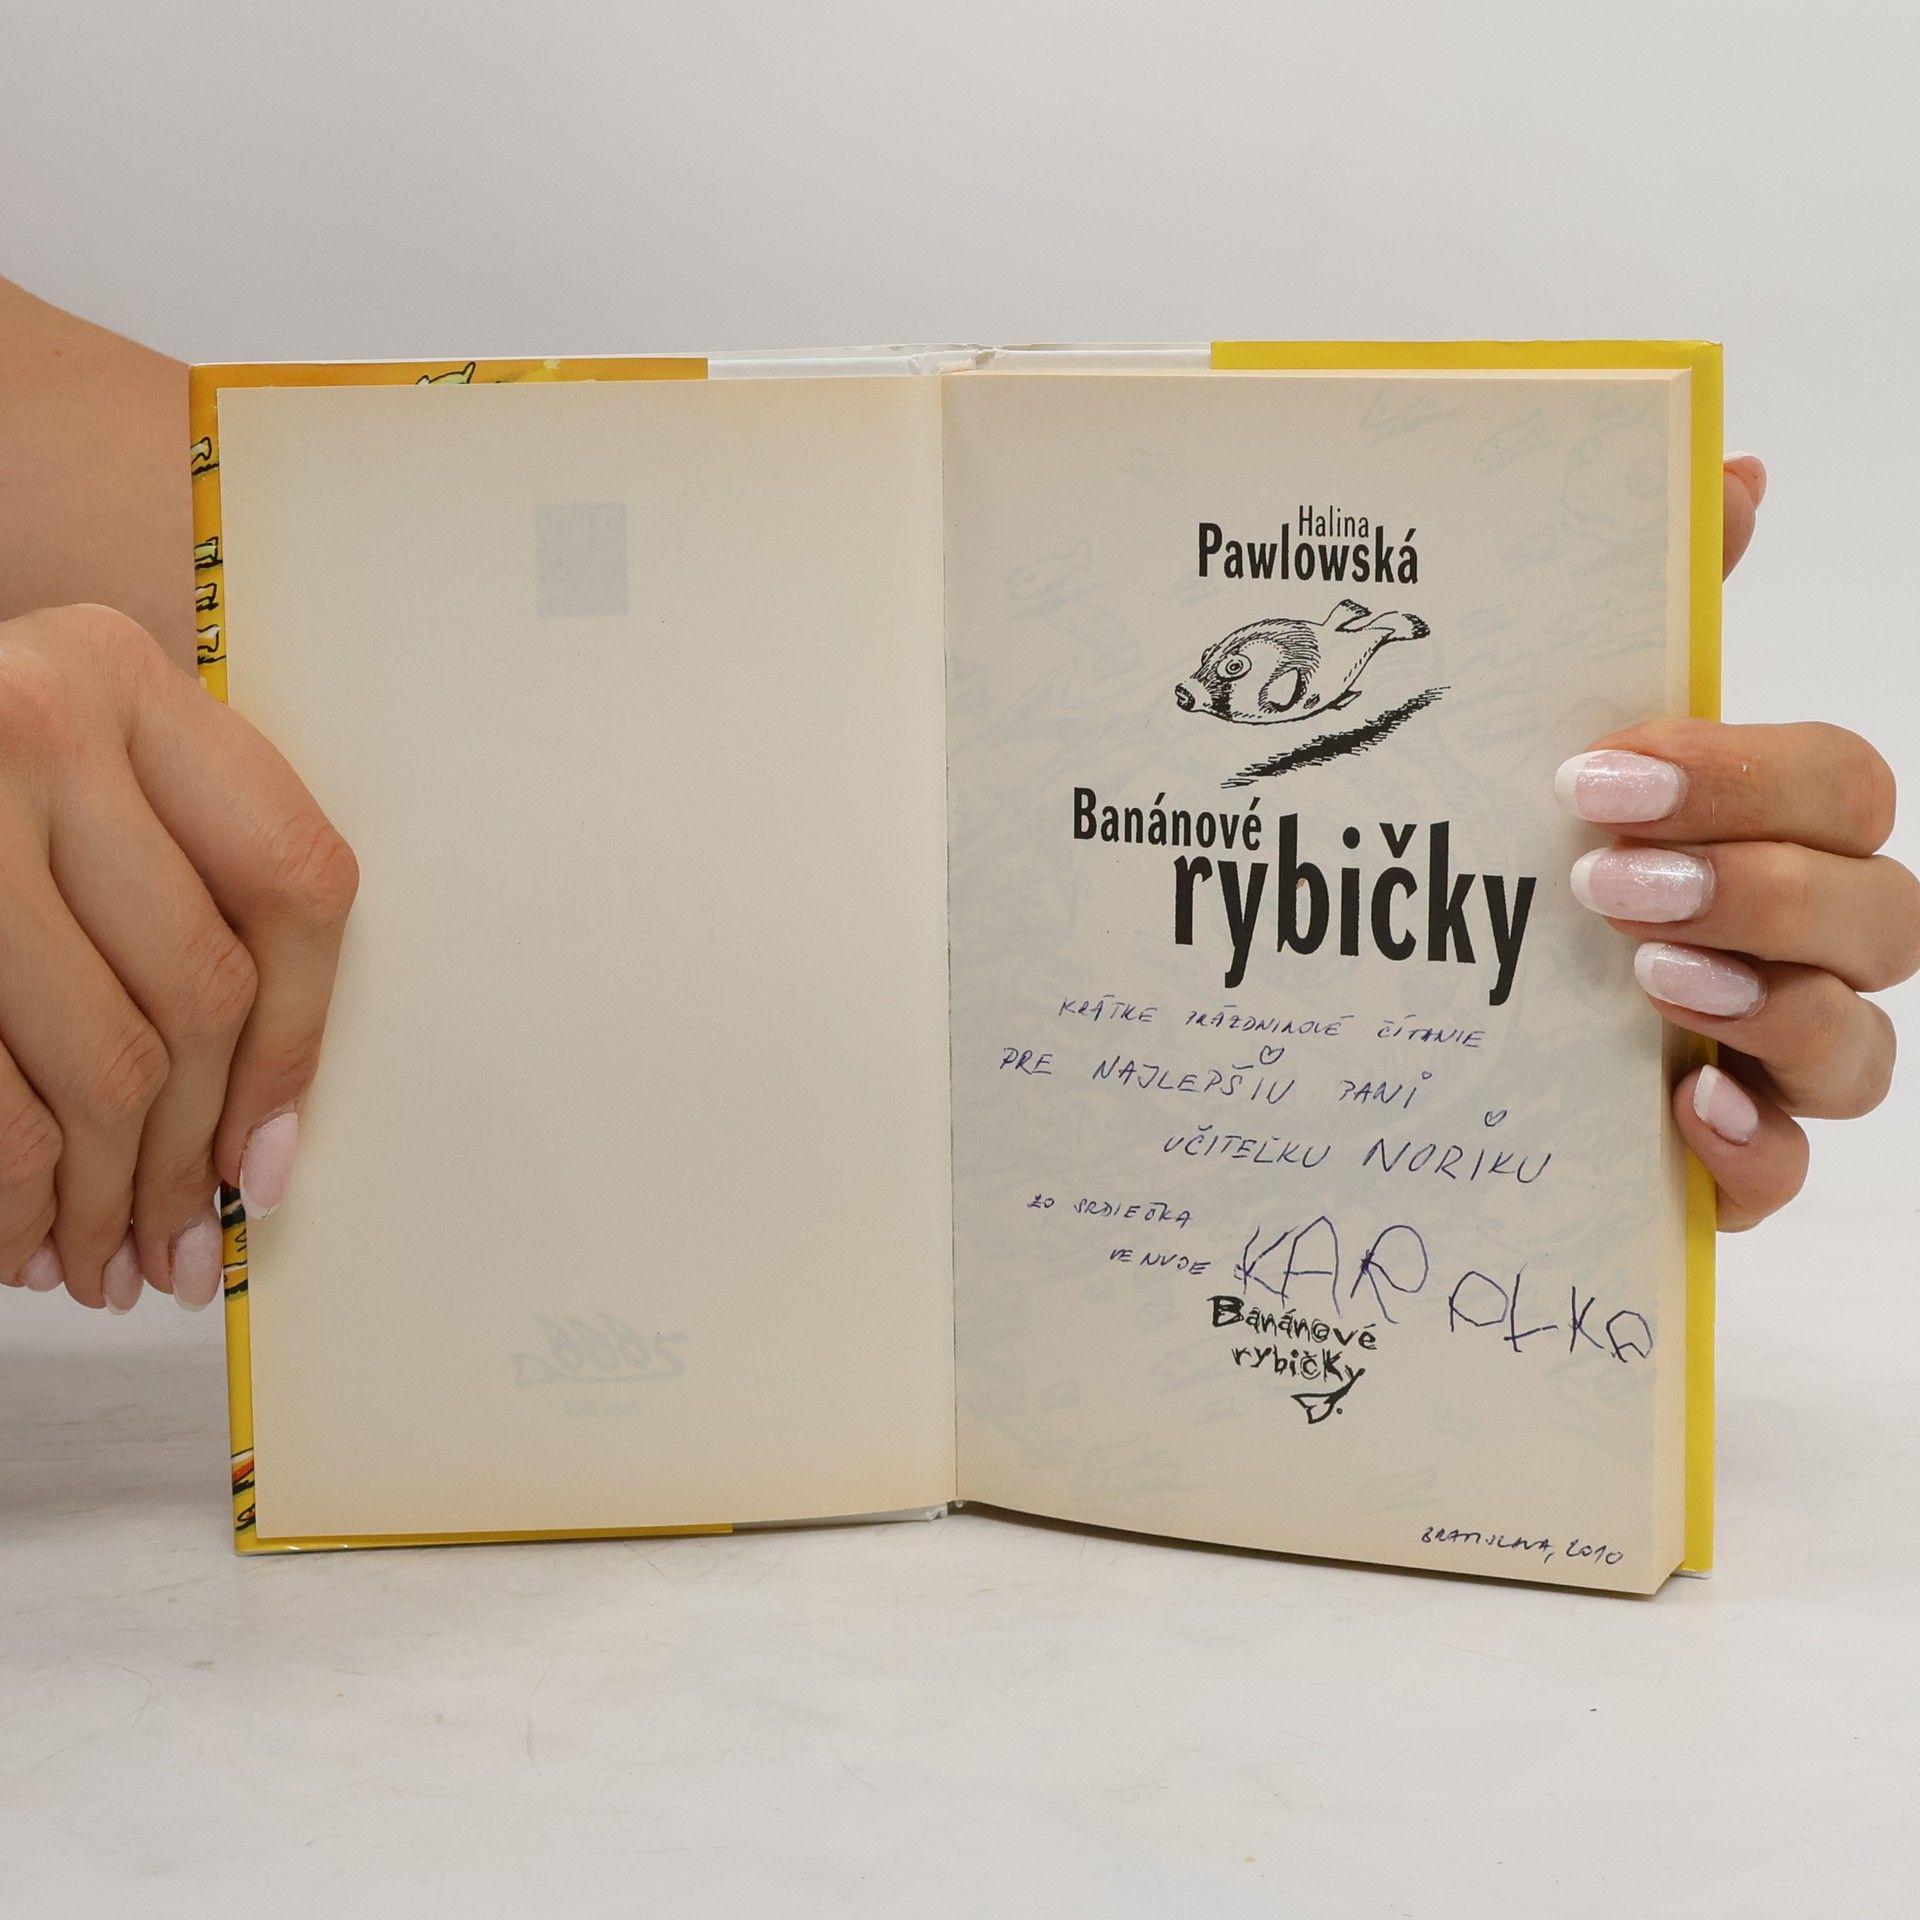 Halina
Pawlowská
Banánové
rybičky
KRÁTKE PRÁZDNINOVÉ ČÍTANIE
PRE NAJLEPŠIU PANI
UČITEĽKU NORIKU
ZO SRDIEČKA
VENUJE KAROLKA
Banánové
rybičky
BRATISLAVA, 2010